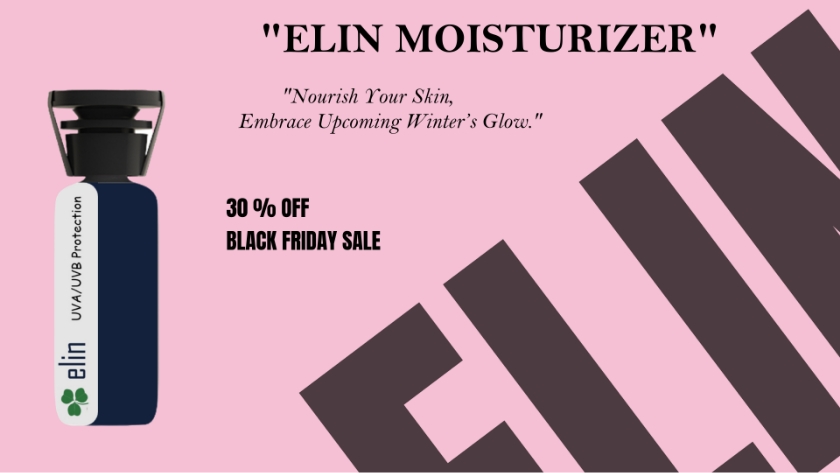 "ELIN MOISTURIZER"
"Nourish Your Skin,
Embrace Upcoming Winter's Glow."
30 % OFF
BLACK FRIDAY SALE
UVA/UVB Protection
elin
ELIN